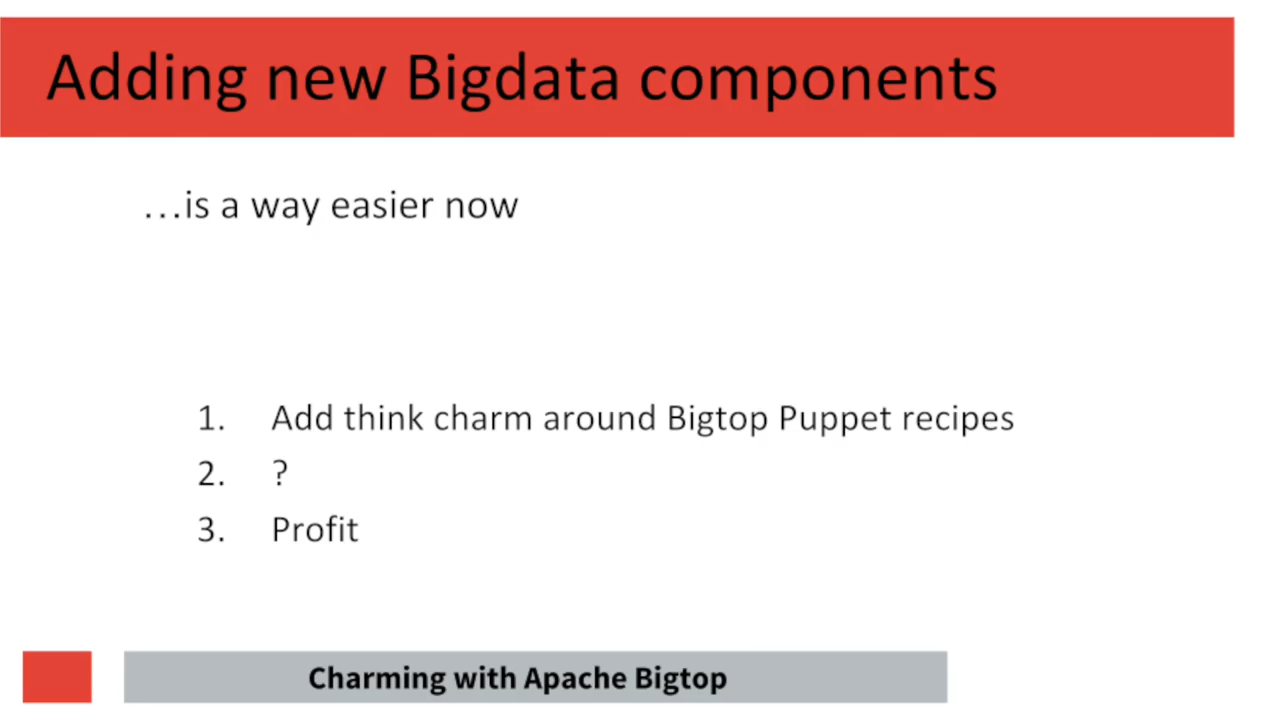 Adding new Bigdata components
...is a way easier now
1. Add think charm around Bigtop Puppet recipes
2. ?
3. Profit
Charming with Apache Bigtop